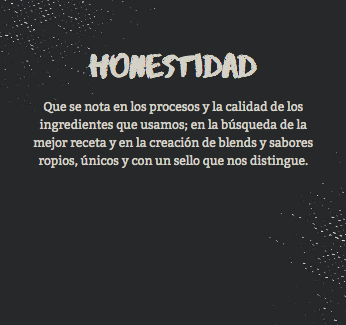 HONESTIDAD
Que se nota en los procesos y la calidad de los
ingredientes que usamos; en la búsqueda de la
mejor receta y en la creación de blends y sabores
ropios, únicos y con un sello que nos distingue.